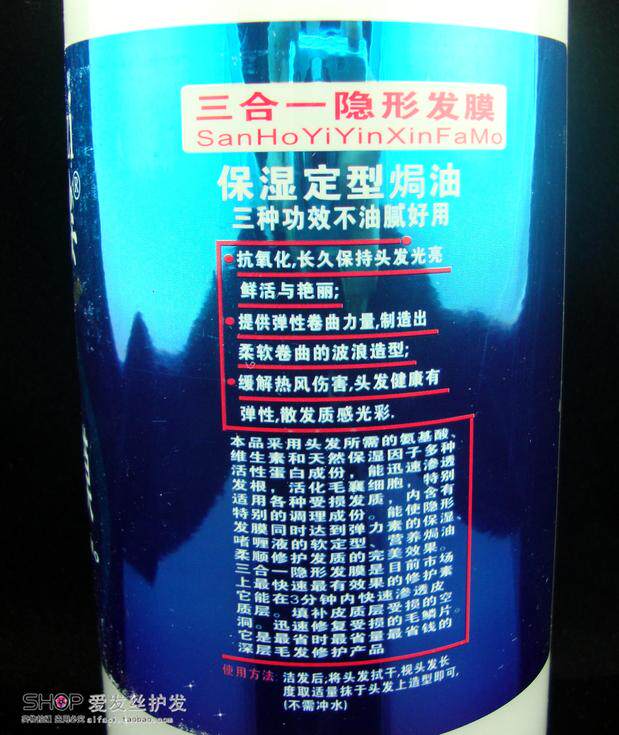 三合一隐形发膜
SanHoYiYinXinFaMo
保湿定型焗油
三种功效不油腻好用
抗氧化,长久保持头发光亮
鲜活与艳丽;
提供弹性卷曲力量,制造出
柔软卷曲的波浪造型;
缓解热风伤害,头发健康有
弹性,散发质感光彩.
本品采用头发所需的氨基酸、
维生素和天然保湿因子多种
活性蛋白成份，能迅速渗透
发根，活化毛囊细胞，特别
适用各种受损发质，内含有
特别的调理成份。能使隐形
发膜同时达到弹力素的保湿、
啫喱液的软定型、营养焗油
柔顺修护发质的完美效果。
三合一隐形发膜是目前市场
上最快速最有效的修护素
它能在3分钟内快速渗透皮
质层。填补皮质层受损的空
洞。迅速修复受损的毛鳞片。
它是最省时最省量最省钱的
深层毛发修护产品
使用方法: 洁发后,将头发拭干,视头发长
度取适量抹于头发上造型即可,
(不需冲水)
SHOP 爱发丝护发